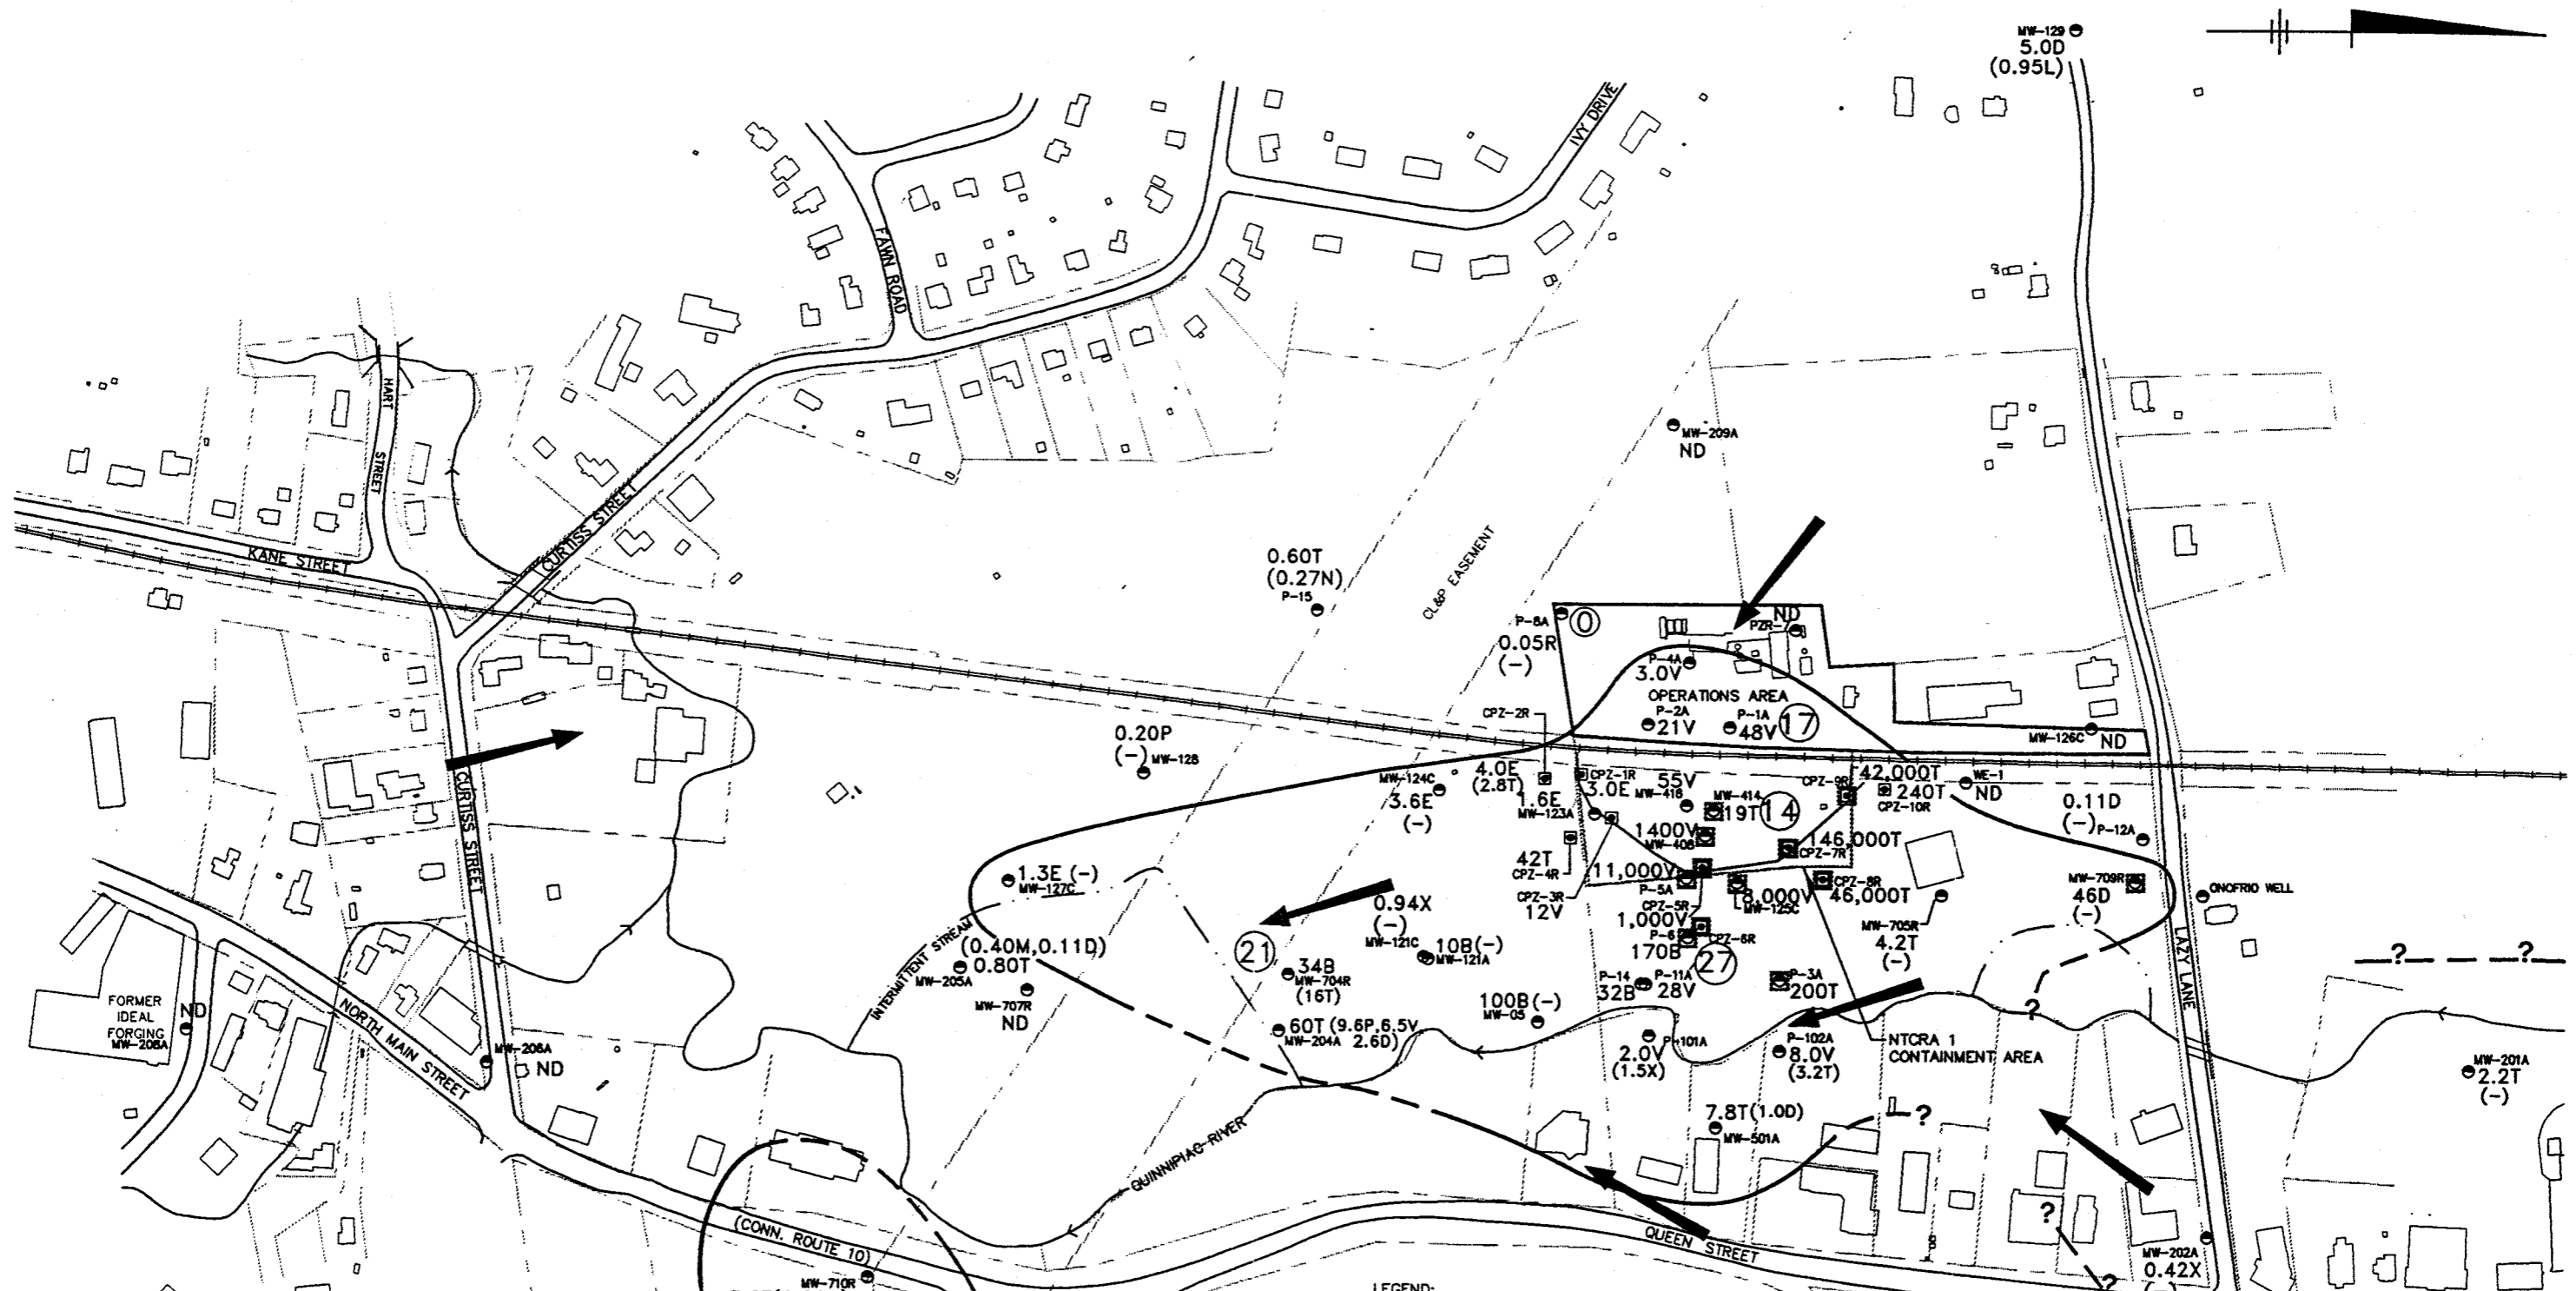 MW-129
5.0D
(0.95L)
IVY DRIVE
FAWN ROAD
HART
STREET
KANE STREET
CURTISS STREET
MW-209A
ND
CL&P EASEMENT
0.60T
(0.27N)
P-15
P-8A
0
0.05R
(-)
ND
PZR-7
P-4A
3.0V
OPERATIONS AREA
P-2A
21V
P-1A
48V
17
MW-126C
ND
CPZ-2R
0.20P
(-)
MW-128
MW-124C
3.6E
(-)
4.0E
(2.8T)
1.6E
MW-123A
CPZ-1R
3.0E
55V
MW-416
MW-414
19T
14
CPZ-9R
42,000T
240T
CPZ-10R
WE-1
ND
0.11D
(-)
P-12A
1400V
MW-408
146,000T
CPZ-7R
42T
CPZ-4R
11,000V
P-5A
CPZ-3R
12V
CPZ-5R
18,000V
MW-125C
CPZ-8R
46,000T
MW-709R
46D
(-)
ONOFRIO WELL
CURTISS STREET
1.3E (-)
MW-127C
0.94X
(-)
MW-121C
10B(-)
MW-121A
1,000V
P-6
CPZ-6R
170B
27
MW-705R
4.2T
(-)
LAZY LANE
INTERMITTENT STREAM
(0.40M,0.11D)
0.80T
MW-205A
MW-707R
ND
21
34B
MW-704R
(16T)
P-14
32B
P-11A
28V
P-3A
200T
?
?
?
FORMER
IDEAL
FORGING
MW-208A
ND
NORTH MAIN STREET
MW-206A
ND
60T (9.6P,6.5V
MW-204A 2.6D)
100B(-)
MW-05
P-101A
2.0V
(1.5X)
P-102A
8.0V
(3.2T)
NTCRA 1
CONTAINMENT AREA
MW-201A
2.2T
(-)
7.8T(1.0D)
MW-501A
?
QUINNIPIAC RIVER
(CONN. ROUTE 10)
QUEEN STREET
?
?
MW-202A
0.42X
MW-710R
LEGEND: